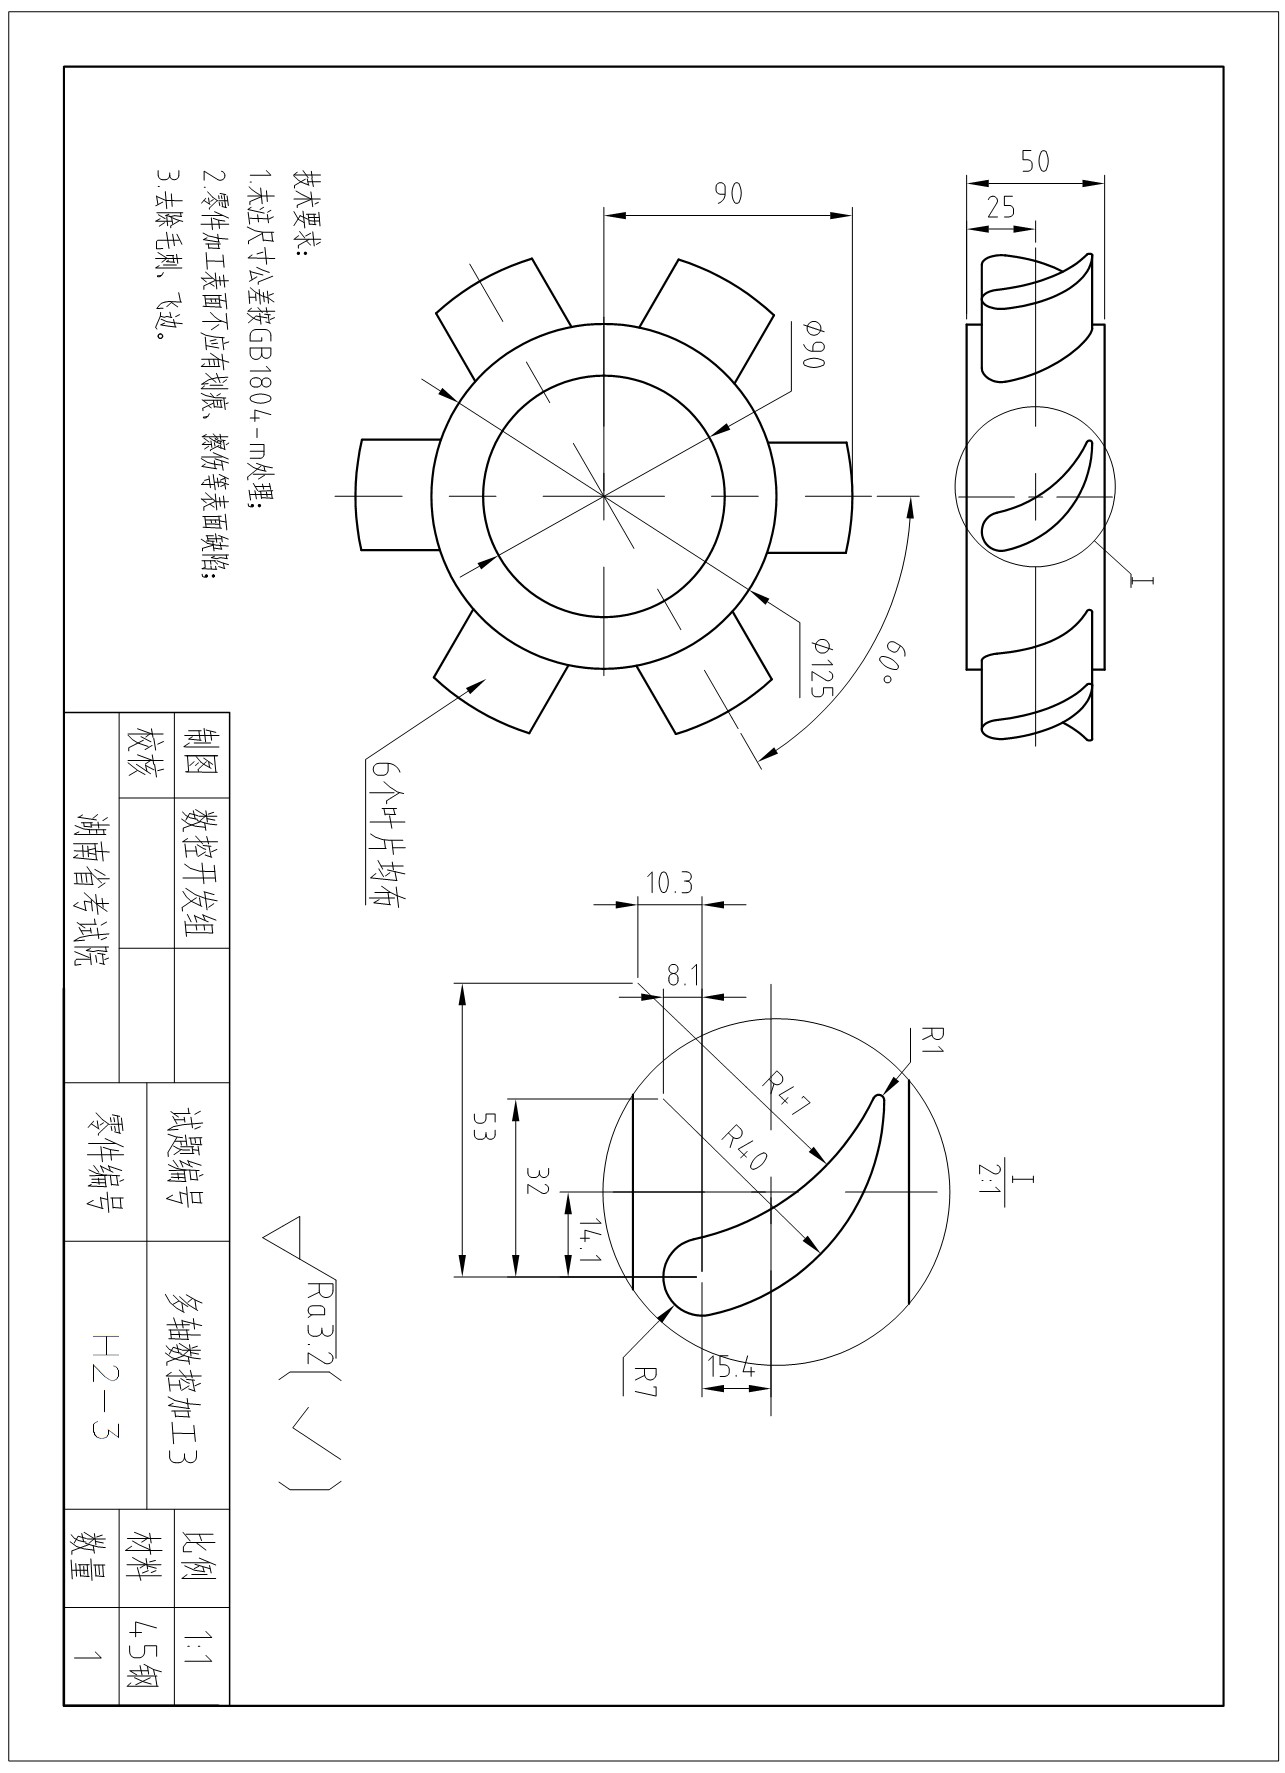 50
25
I
90
φ90
φ125
60°
6个叶片均布
I
2:1
R1
R47
R40
R7
10.3
8.1
53
32
14.1
15.4
技术要求:
1.未注尺寸公差按GB1804-m处理;
2.零件加工表面不应有划痕、擦伤等表面缺陷;
3.去除毛刺、飞边。
Ra3.2
制图 数控开发组 试题编号 多轴数控加工3 比例 1:1
校核 材料 45钢
湖南省考试院 零件编号 H2-3 数量 1